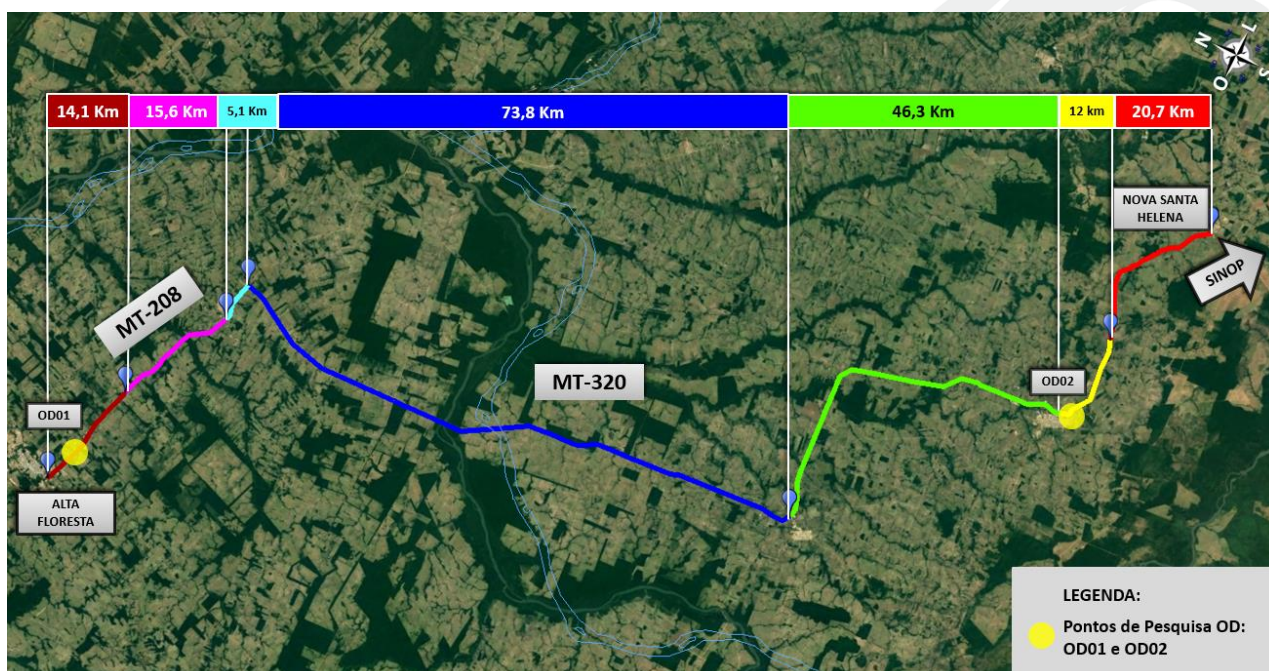 N
L
O
S
14,1 Km
15,6 Km
5,1 Km
73,8 Km
46,3 Km
12 km
20,7 Km
NOVA SANTA
HELENA
SINOP
MT-208
MT-320
OD02
OD01
ALTA
FLORESTA
LEGENDA:
Pontos de Pesquisa OD:
OD01 e OD02